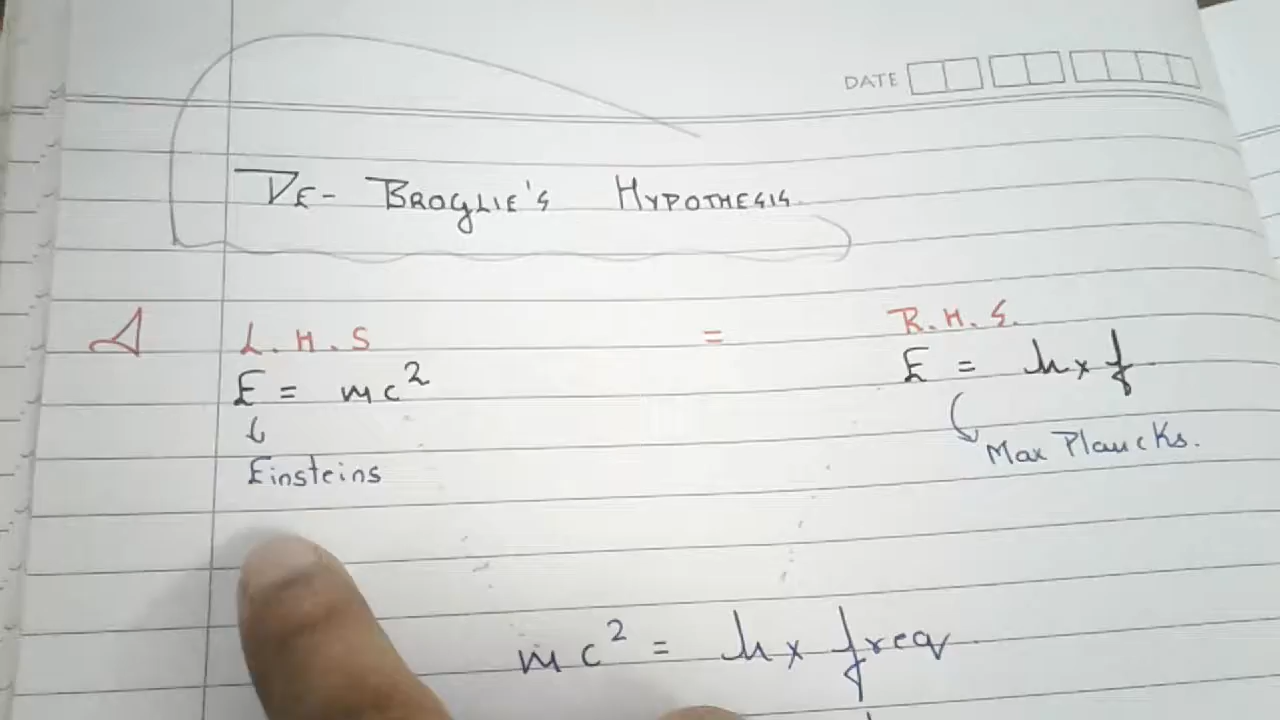 DATE
DE- BROGLIE'S HYPOTHESIS
L.H.S = R.H.S.
E = mc² E = h x f
Einsteins Max Plancks.
mc² = h x freq